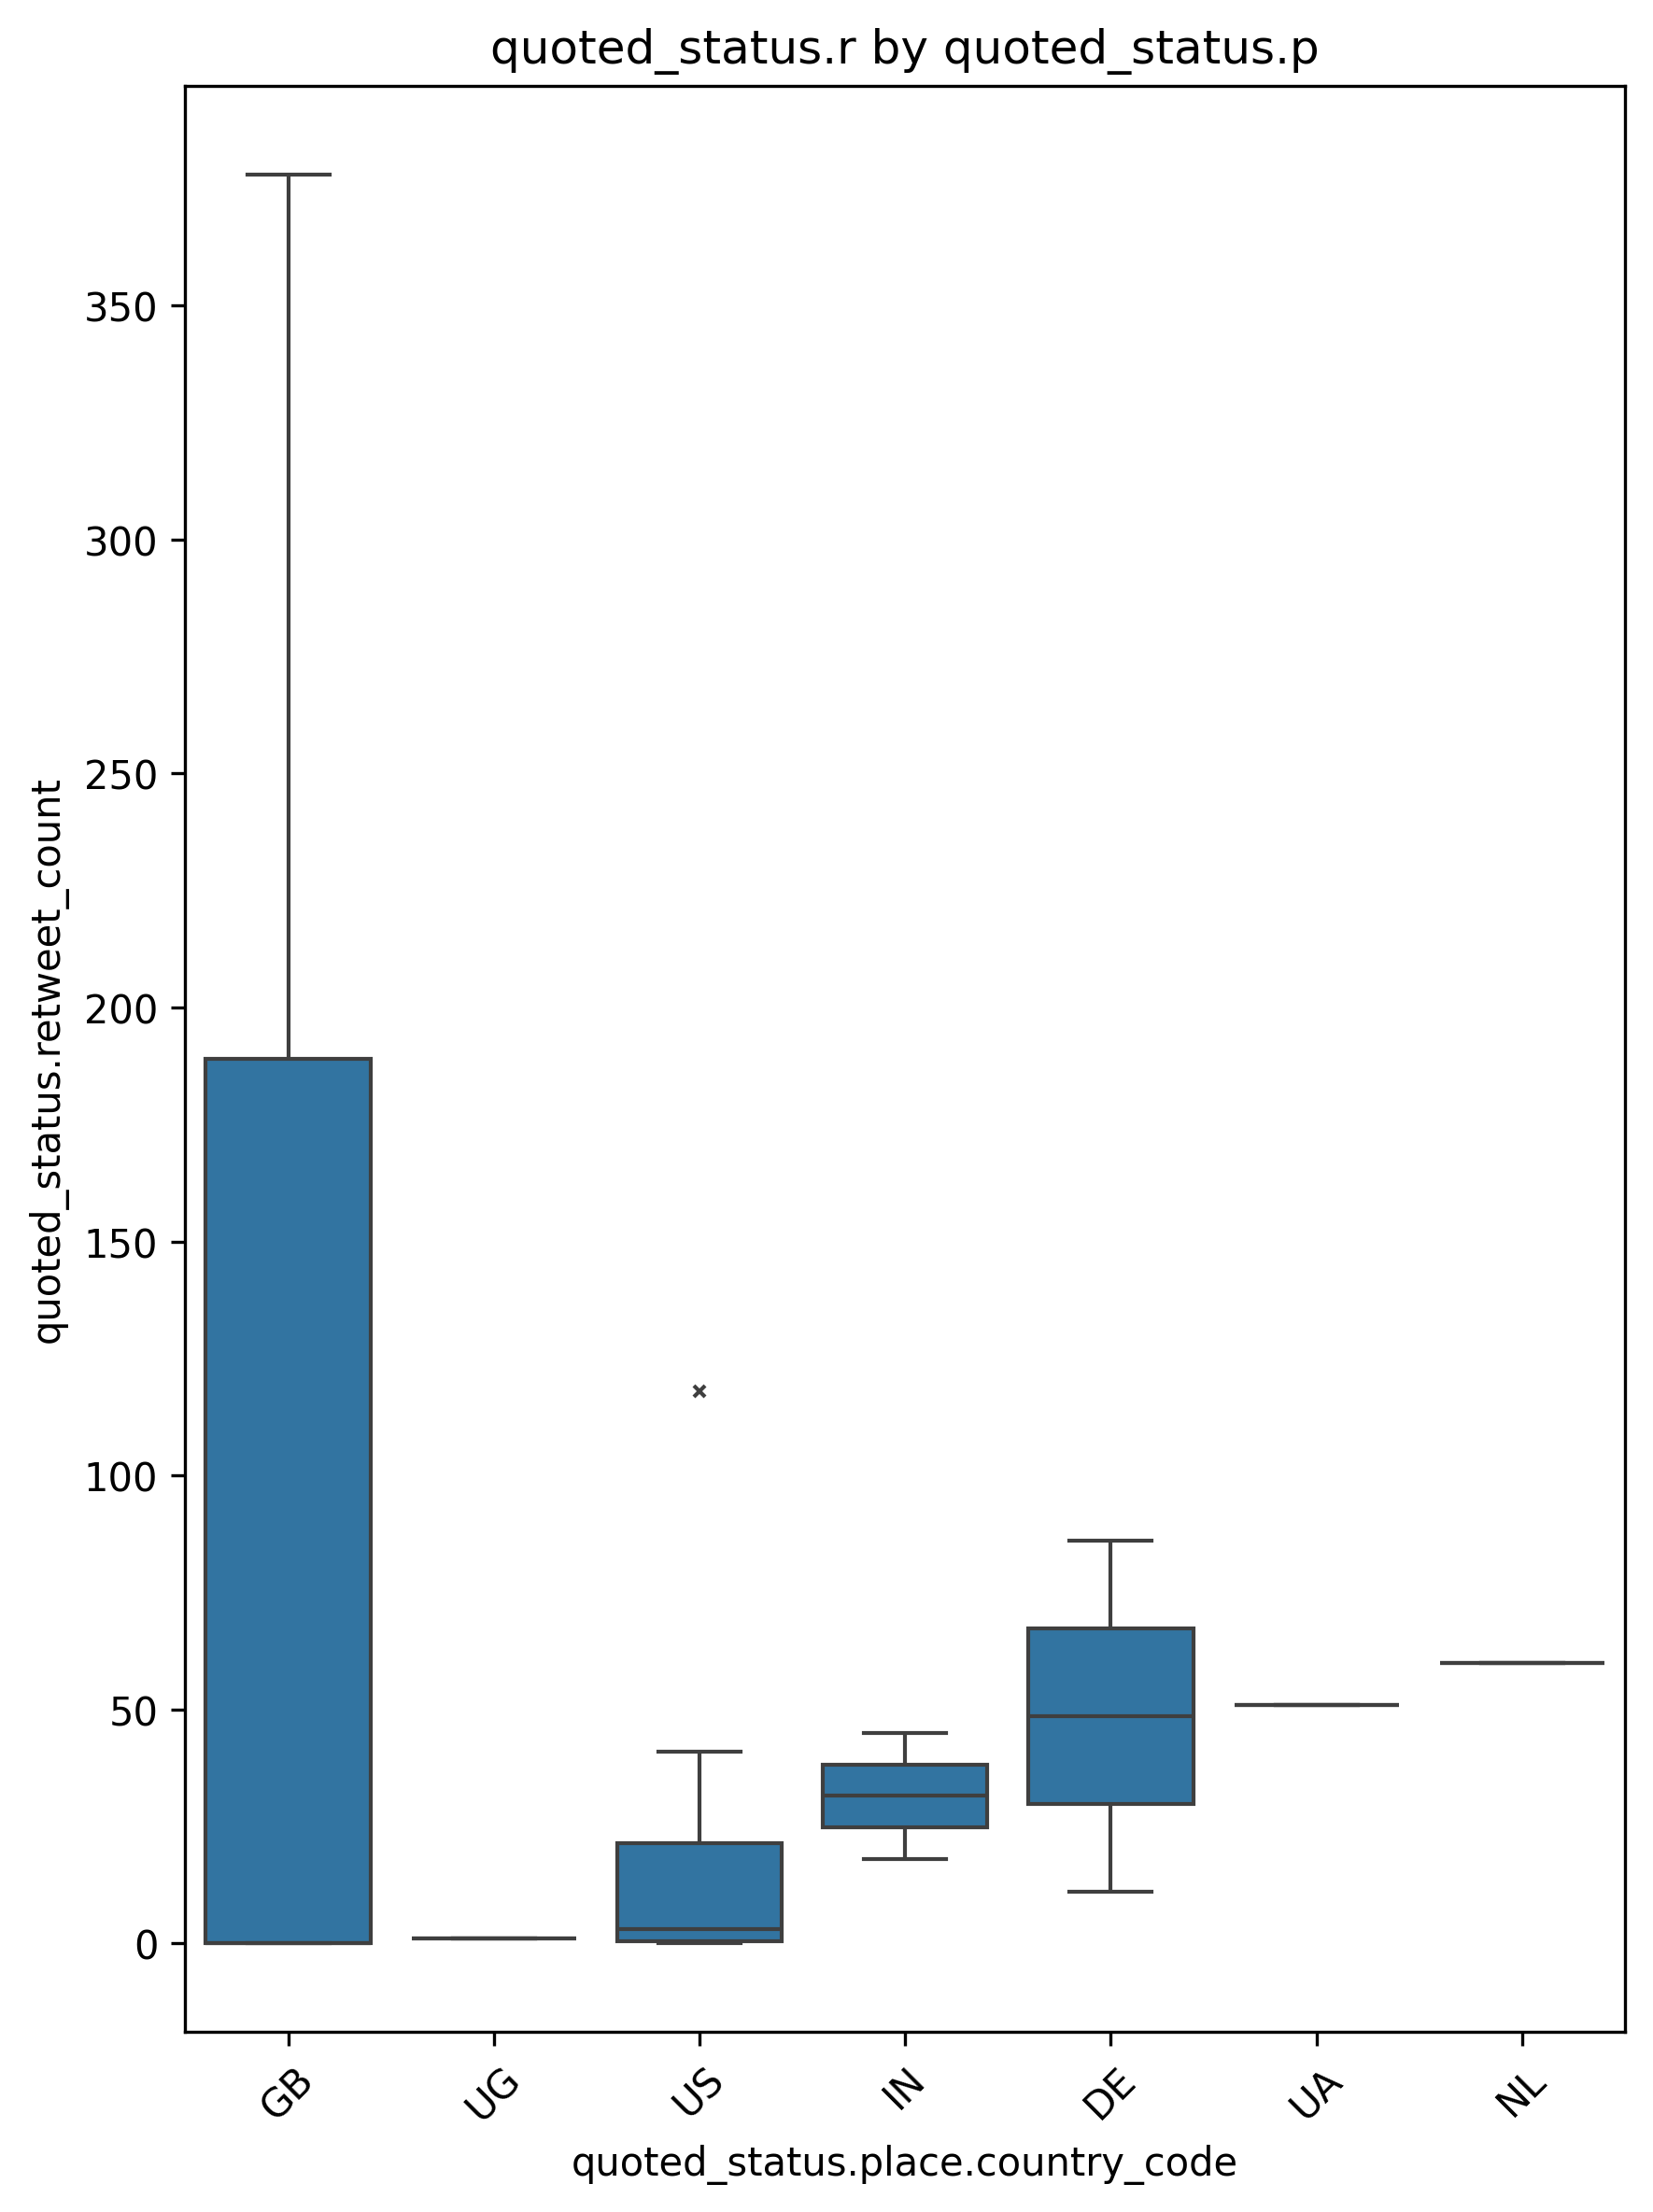 quoted_status.r by quoted_status.p
quoted_status.retweet_count
350
300
250
200
150
100
50
0
GB
UG
US
IN
DE
UA
NL
quoted_status.place.country_code